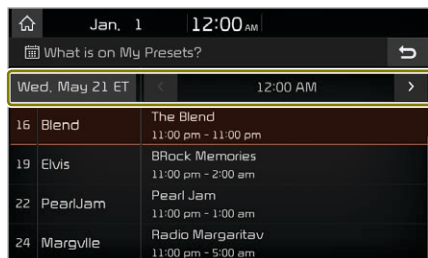 Jan. 1 12:00 AM
What is on My Presets?
Wed, May 21 ET < 12:00 AM >
16 Blend The Blend
11:00 pm - 11:00 pm
19 Elvis BRock Memories
11:00 pm - 2:00 am
22 PearlJam Pearl Jam
11:00 pm - 1:00 am
24 Margvlle Radio Margaritav
11:00 pm - 5:00 am